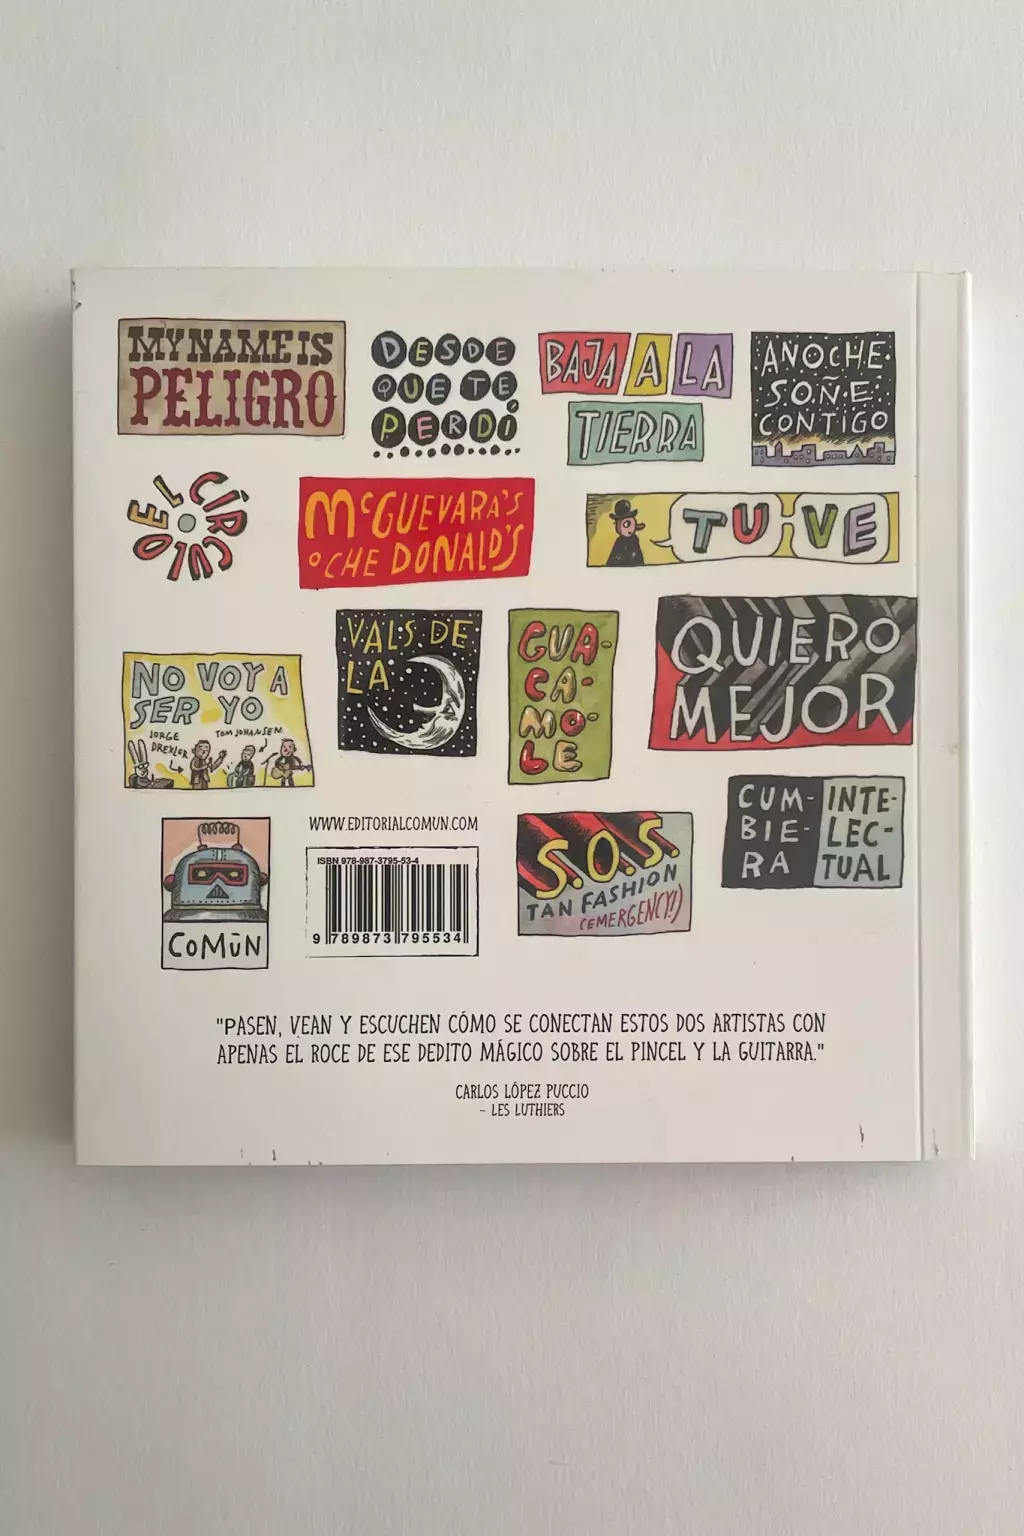 MY NAME IS
PELIGRO
DESDE
QUE TE
PERDÍ
BAJA A LA
TIERRA
ANOCHE
SOÑE
CONTIGO
EL CÍRCULO
McGUEVARA'S
O CHE DONALD'S
TUVE
NO VOY A
SER YO
JORGE
DREXLER
TOM JOHANSEN
VALS DE
LA
GUA-
CA-
MO-
LE
QUIERO
MEJOR
CUM-
BIE-
RA
INTE-
LEC-
TUAL
COMŪN
WWW.EDITORIALCOMUN.COM
ISBN 978-987-3795-53-4
9 789873 795534
S.O.S.
TAN FASHION
(EMERGENCY!)
"PASEN, VEAN Y ESCUCHEN CÓMO SE CONECTAN ESTOS DOS ARTISTAS CON
APENAS EL ROCE DE ESE DEDITO MÁGICO SOBRE EL PINCEL Y LA GUITARRA."
CARLOS LÓPEZ PUCCIO
- LES LUTHIERS